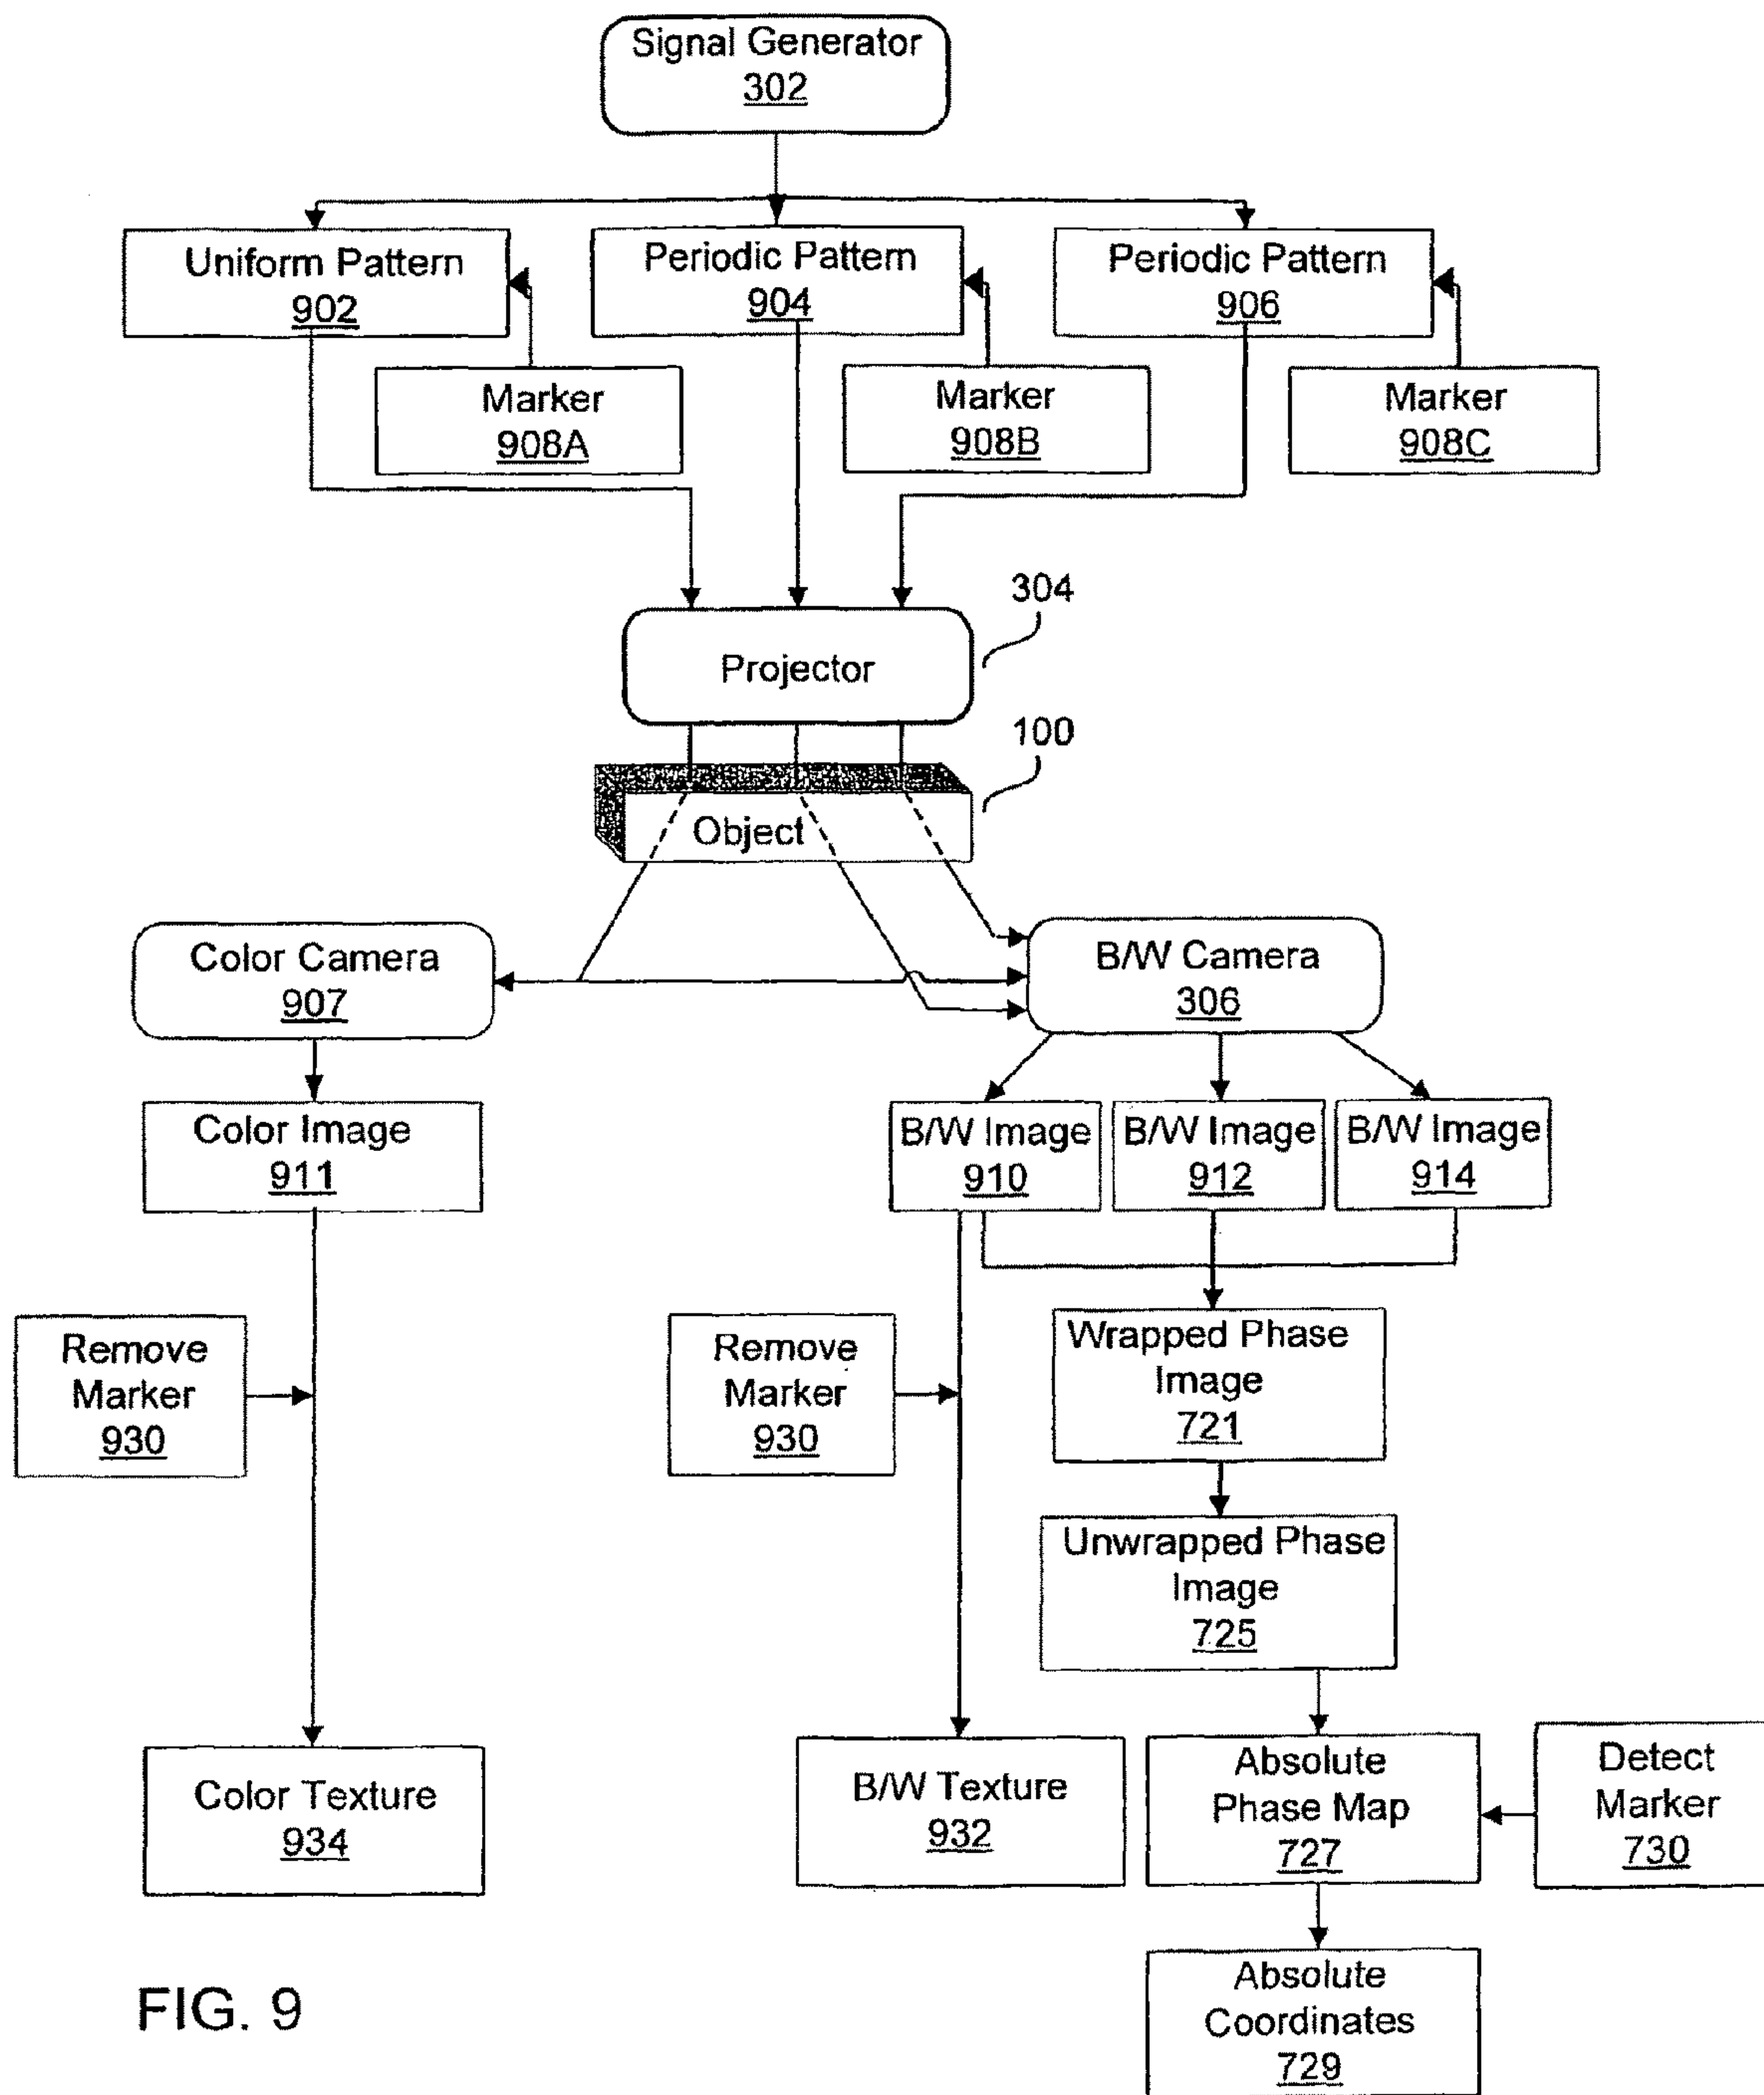 Signal Generator
302
Uniform Pattern
902
Periodic Pattern
904
Periodic Pattern
906
Marker
908A
Marker
908B
Marker
908C
304
Projector
100
Object
Color Camera
907
B/W Camera
306
Color Image
911
B/W Image
910
B/W Image
912
B/W Image
914
Remove
Marker
930
Remove
Marker
930
Wrapped Phase
Image
721
Unwrapped Phase
Image
725
Color Texture
934
B/W Texture
932
Absolute
Phase Map
727
Detect
Marker
730
Absolute
Coordinates
729
FIG. 9